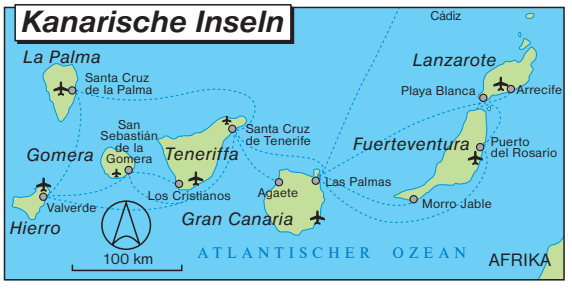 Kanarische Inseln
Cádiz
La Palma
Santa Cruz
de la Palma
Lanzarote
Playa Blanca
Arrecife
San
Sebastián
de la
Gomera
Gomera
Teneriffa
Santa Cruz
de Tenerife
Fuerteventura
Puerto
del Rosario
Valverde
Hierro
Los Cristianos
Agaete
Las Palmas
Gran Canaria
Morro Jable
100 km
ATLANTISCHER OZEAN
AFRIKA